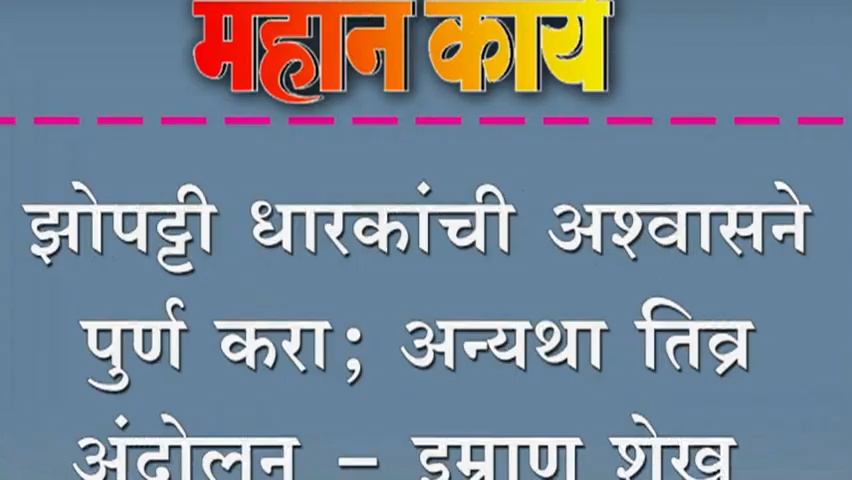 महान कार्य
झोपट्टी धारकांची अश्वासने
पुर्ण करा; अन्यथा तिव्र
अंदोलन – इम्राण शेख